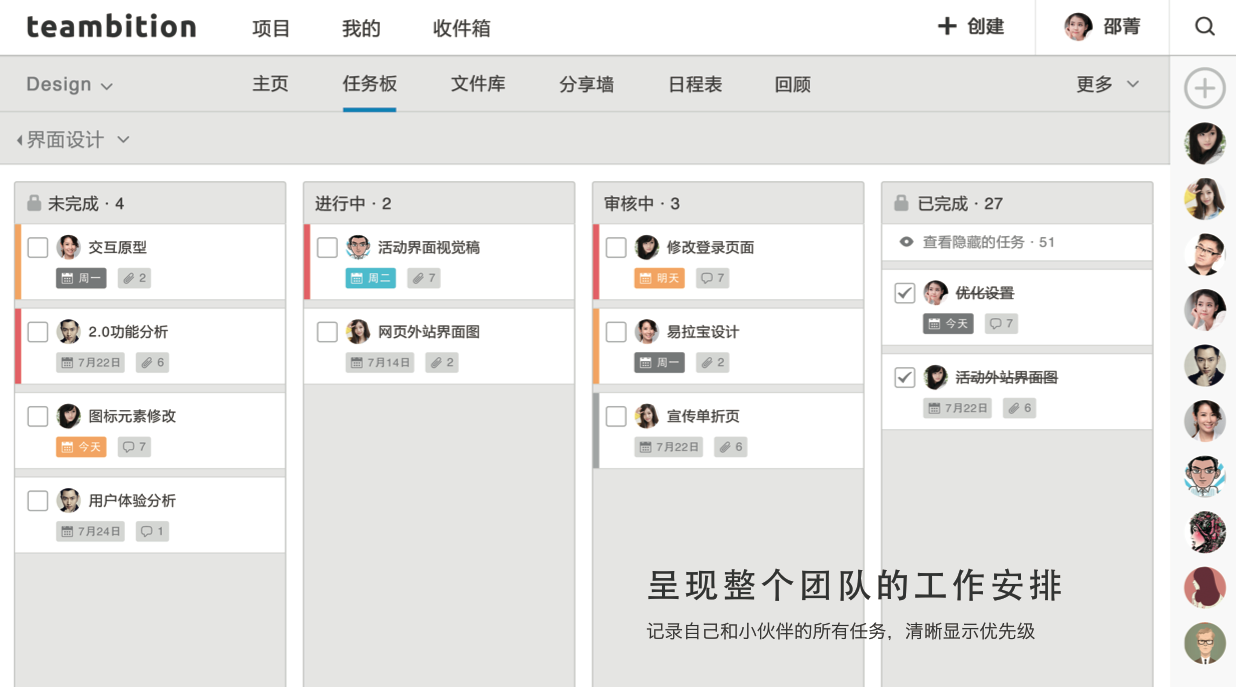 teambition 项目 我的 收件箱 创建 邵菁
Design 主页 任务板 文件库 分享墙 日程表 回顾 更多
界面设计
未完成 · 4
交互原型
周一 2
2.0功能分析
7月22日 6
图标元素修改
今天 7
用户体验分析
7月24日 1
进行中 · 2
活动界面视觉稿
周二 7
网页外站界面图
7月14日 2
审核中 · 3
修改登录页面
明天 7
易拉宝设计
周一 2
宣传单折页
7月22日 6
已完成 · 27
查看隐藏的任务 · 51
优化设置
今天 7
活动外站界面图
7月22日 6
呈现整个团队的工作安排
记录自己和小伙伴的所有任务，清晰显示优先级